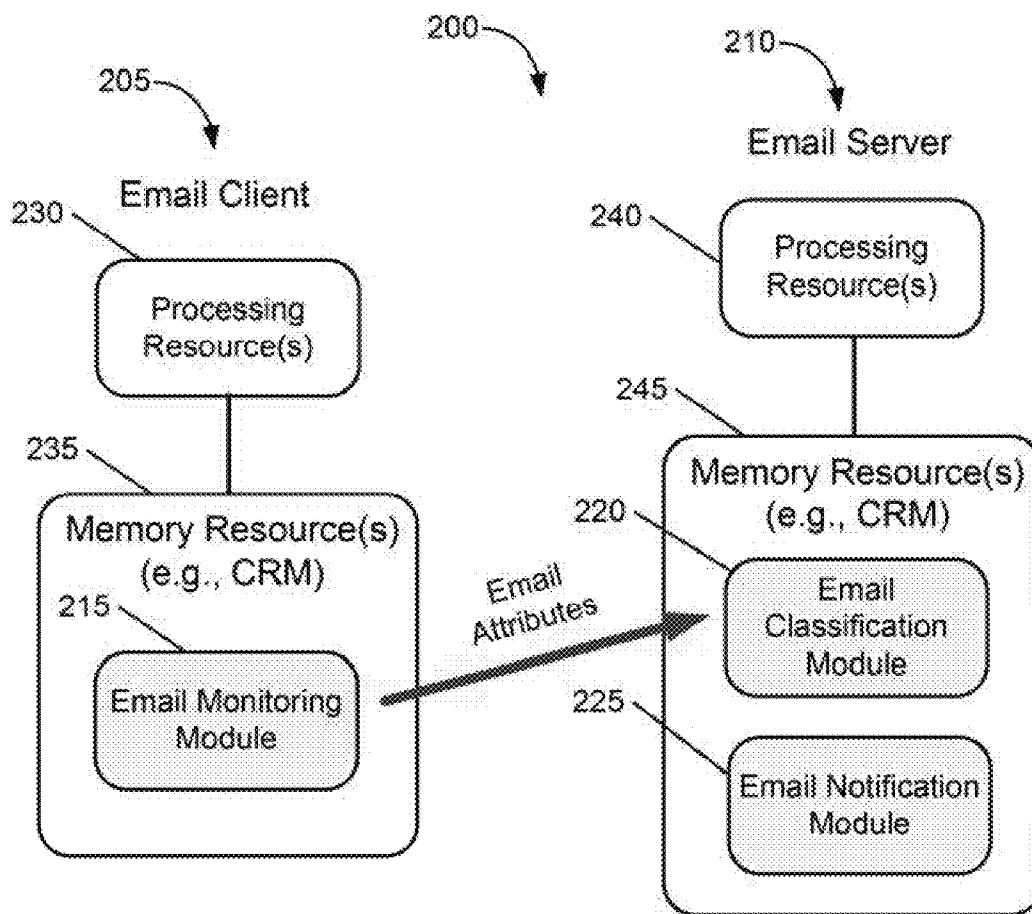 200
205
210
Email Client
Email Server
230
Processing
Resource(s)
240
Processing
Resource(s)
235
Memory Resource(s)
(e.g., CRM)
215
Email Monitoring
Module
Email
Attributes
245
Memory Resource(s)
(e.g., CRM)
220
Email
Classification
Module
225
Email Notification
Module